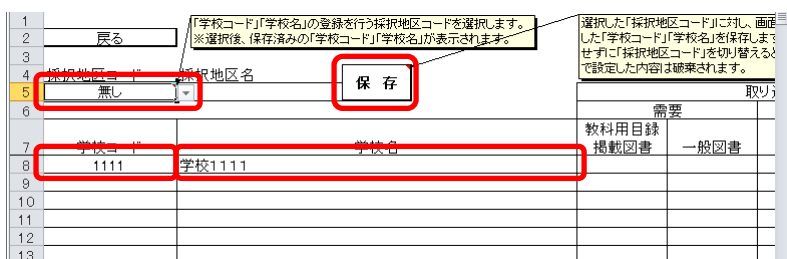 1
「学校コード」「学校名」の登録を行う採択地区コードを選択します。
※選択後、保存済みの「学校コード」「学校名」が表示されます。
選択した「採択地区コード」に対し、画面
した「学校コード」「学校名」を保存しま
せずに「採択地区コード」を切り替えると
で設定した内容は破棄されます。
2
戻る
3
4
採択地区コード
採択地区名
保 存
5
無し
取り
6
需要
7
学校コード
学校名
教科用目録
掲載図書
一般図書
8
1111
学校1111
9
10
11
12
13